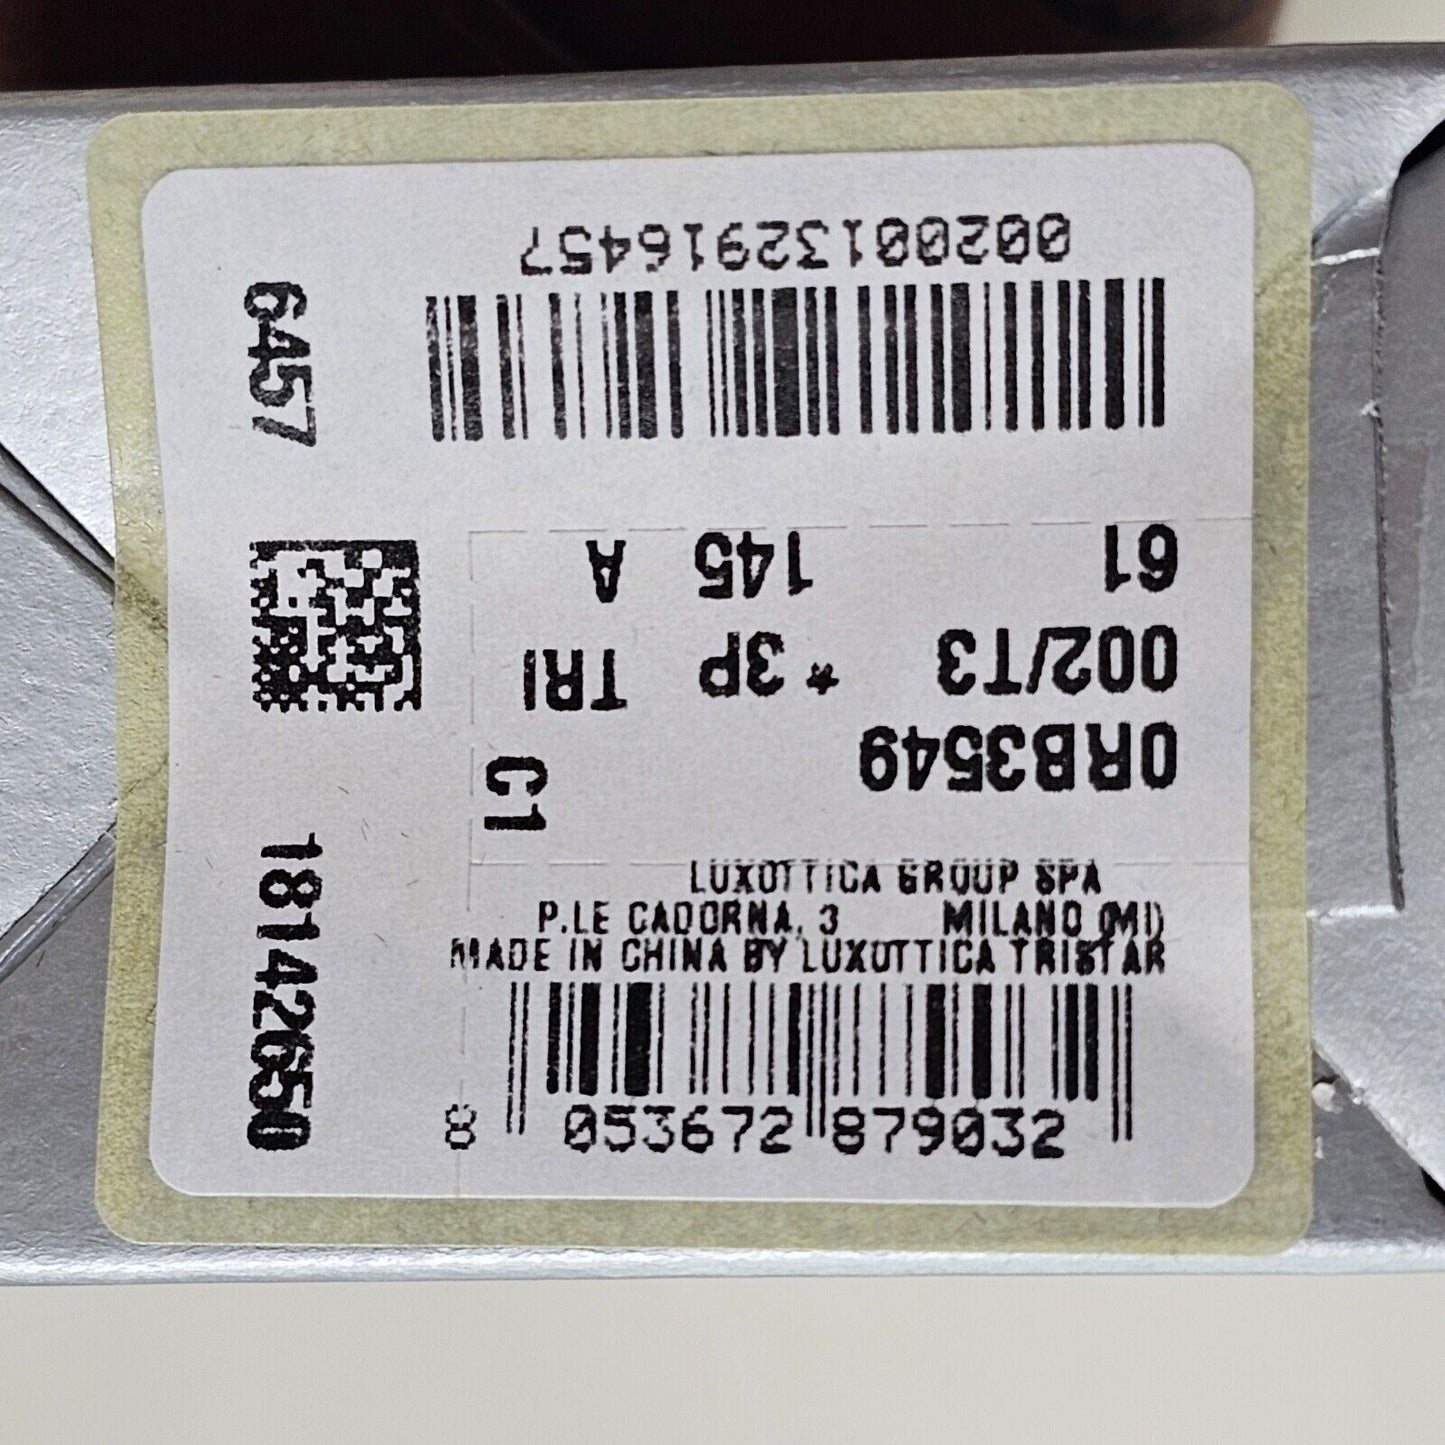 00200132916457
6457
61 145 A
002/T3 * 3P TRI
0RB3549
C1
18142650
LUXOTTICA GROUP SPA
P.LE CADORNA, 3 MILANO (MI)
MADE IN CHINA BY LUXOTTICA TRISTAR
8 053672 879032